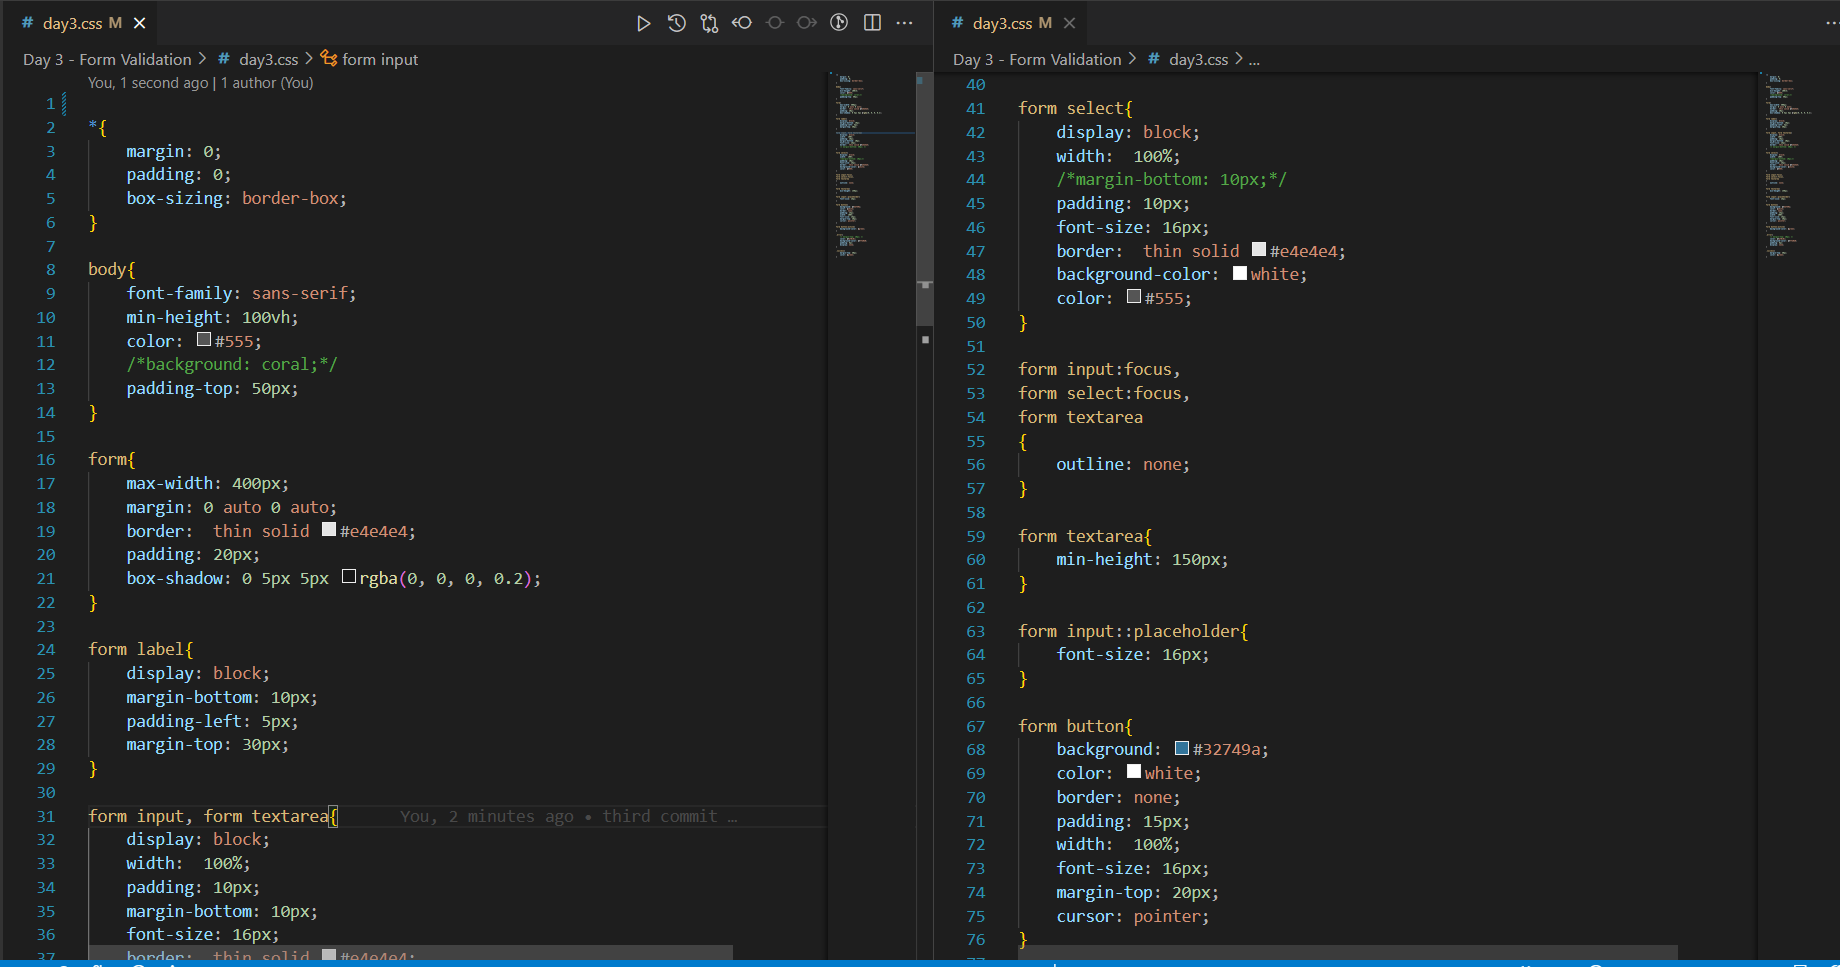 # day3.css M
Day 3 - Form Validation > # day3.css > form input
You, 1 second ago | 1 author (You)
1
2 *{
3 margin: 0;
4 padding: 0;
5 box-sizing: border-box;
6 }
7
8 body{
9 font-family: sans-serif;
10 min-height: 100vh;
11 color: #555;
12 /*background: coral;*/
13 padding-top: 50px;
14 }
15
16 form{
17 max-width: 400px;
18 margin: 0 auto 0 auto;
19 border:  thin solid #e4e4e4;
20 padding: 20px;
21 box-shadow: 0 5px 5px rgba(0, 0, 0, 0.2);
22 }
23
24 form label{
25 display: block;
26 margin-bottom: 10px;
27 padding-left: 5px;
28 margin-top: 30px;
29 }
30
31 form input, form textarea{ You, 2 minutes ago • third commit …
32 display: block;
33 width:  100%;
34 padding: 10px;
35 margin-bottom: 10px;
36 font-size: 16px;
37 border:  thin solid #e4e4e4;
# day3.css M
Day 3 - Form Validation > # day3.css > ...
40
41 form select{
42 display: block;
43 width:  100%;
44 /*margin-bottom: 10px;*/
45 padding: 10px;
46 font-size: 16px;
47 border:  thin solid #e4e4e4;
48 background-color: white;
49 color: #555;
50 }
51
52 form input:focus,
53 form select:focus,
54 form textarea
55 {
56 outline: none;
57 }
58
59 form textarea{
60 min-height: 150px;
61 }
62
63 form input::placeholder{
64 font-size: 16px;
65 }
66
67 form button{
68 background: #32749a;
69 color: white;
70 border: none;
71 padding: 15px;
72 width:  100%;
73 font-size: 16px;
74 margin-top: 20px;
75 cursor: pointer;
76 }